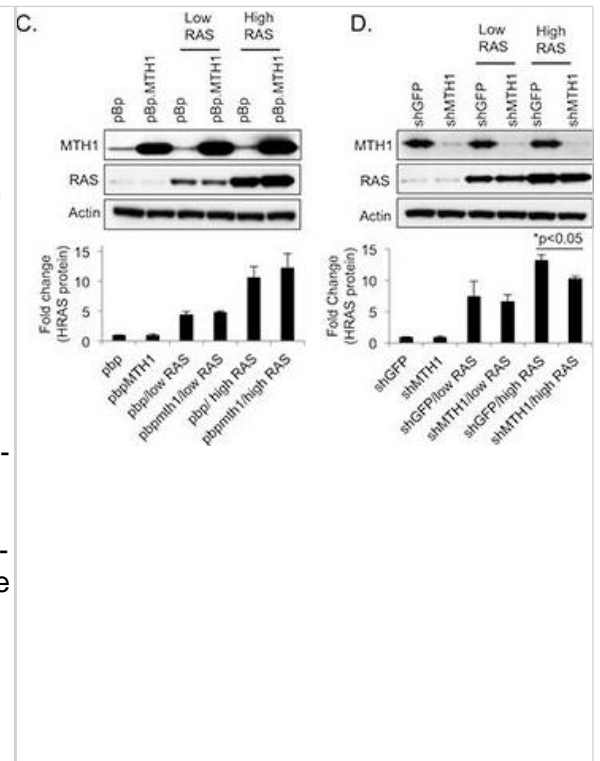 C.
Low
RAS
High
RAS
pBp
pBp.MTH1
pBp
pBp.MTH1
pBp
pBp.MTH1
MTH1
RAS
Actin
15
10
5
0
Fold change
(HRAS protein)
pbp
pbpMTH1
pbp/low RAS
pbpmth1/low RAS
pbp/ high RAS
pbpmth1/high RAS
D.
Low
RAS
High
RAS
shGFP
shMTH1
shGFP
shMTH1
shGFP
shMTH1
MTH1
RAS
Actin
*p<0.05
15
10
5
0
Fold Change
(HRAS protein)
shGFP
shMTH1
shGFP/low RAS
shMTH1/low RAS
shGFP/high RAS
shMTH1/high RAS
-
-
e